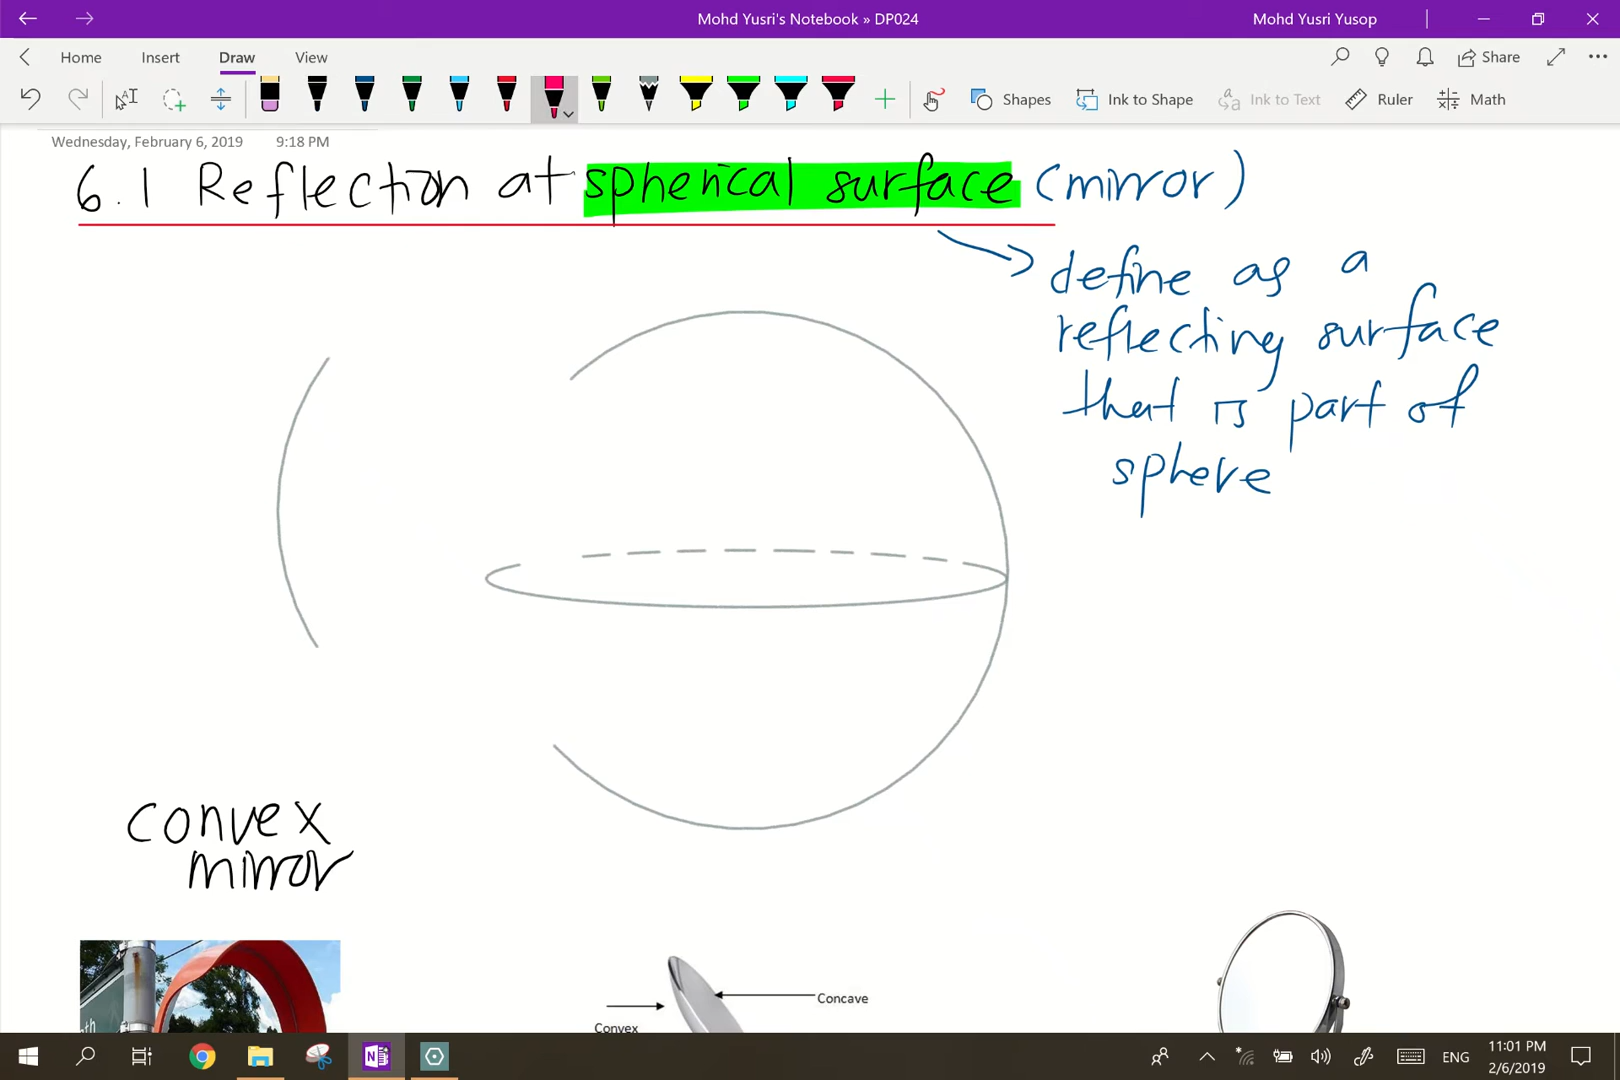 Mohd Yusri's Notebook » DP024
Mohd Yusri Yusop
Home Insert Draw View
Share
Shapes Ink to Shape Ink to Text Ruler Math
Wednesday, February 6, 2019 9:18 PM
6.1 Reflection at spherical surface (mirror)
define as a
reflecting surface
that is part of
sphere
convex
mirror
Concave
Convex
ENG
11:01 PM
2/6/2019